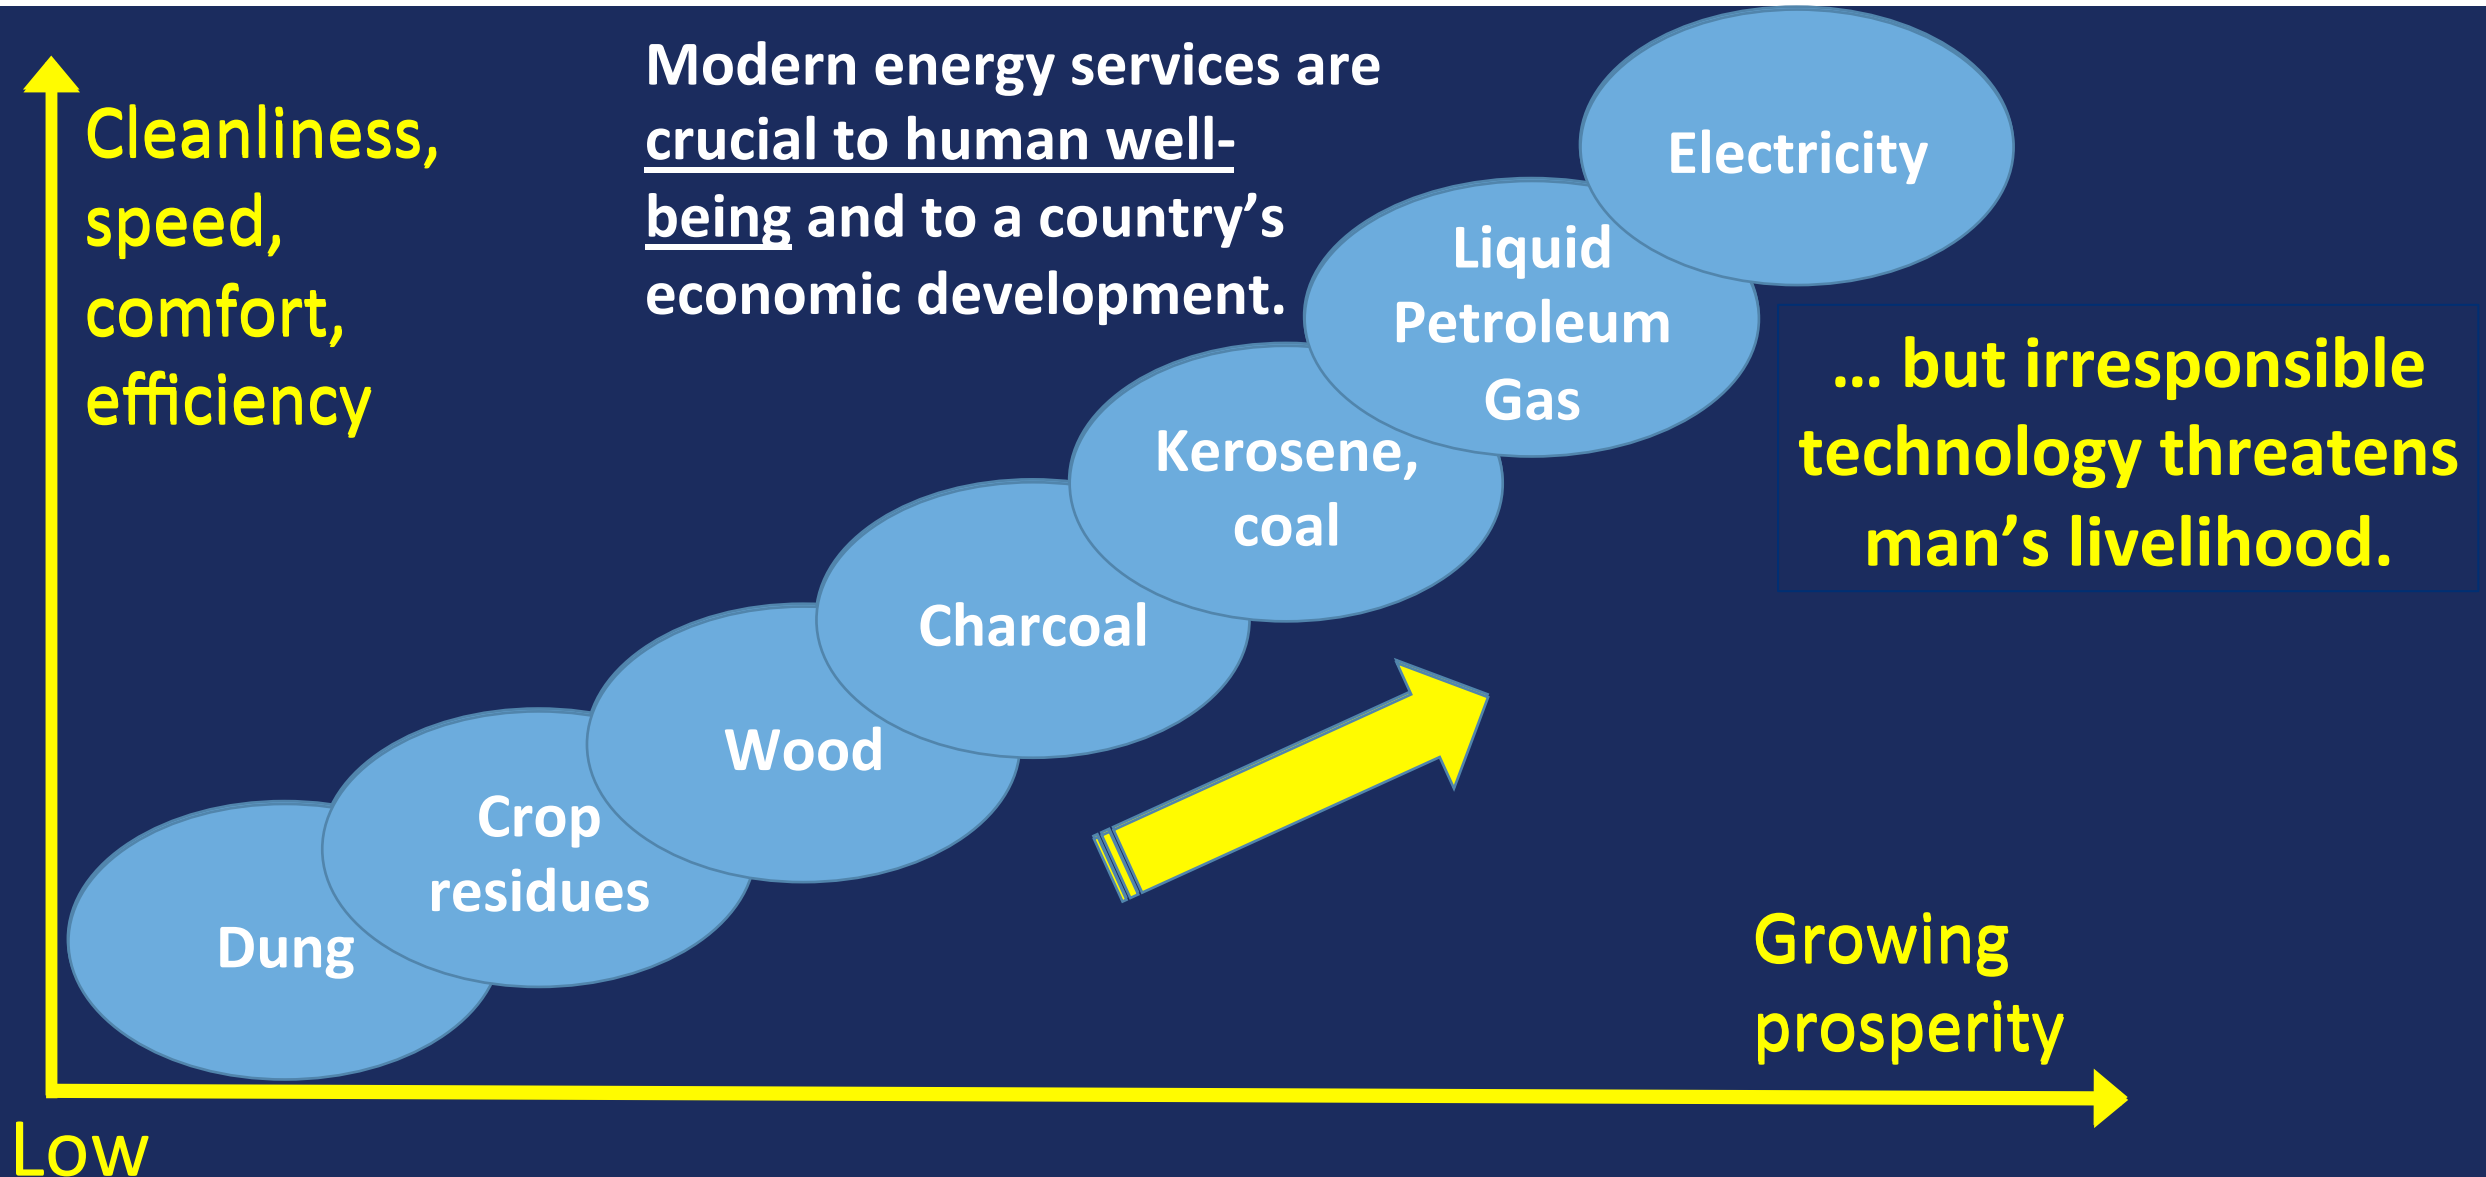 Modern energy services are
crucial to human well-
being and to a country’s
economic development.
Cleanliness,
speed,
comfort,
efficiency
Electricity
Liquid
Petroleum
Gas
… but irresponsible
technology threatens
man’s livelihood.
Kerosene,
coal
Charcoal
Wood
Crop
residues
Dung
Growing
prosperity
Low